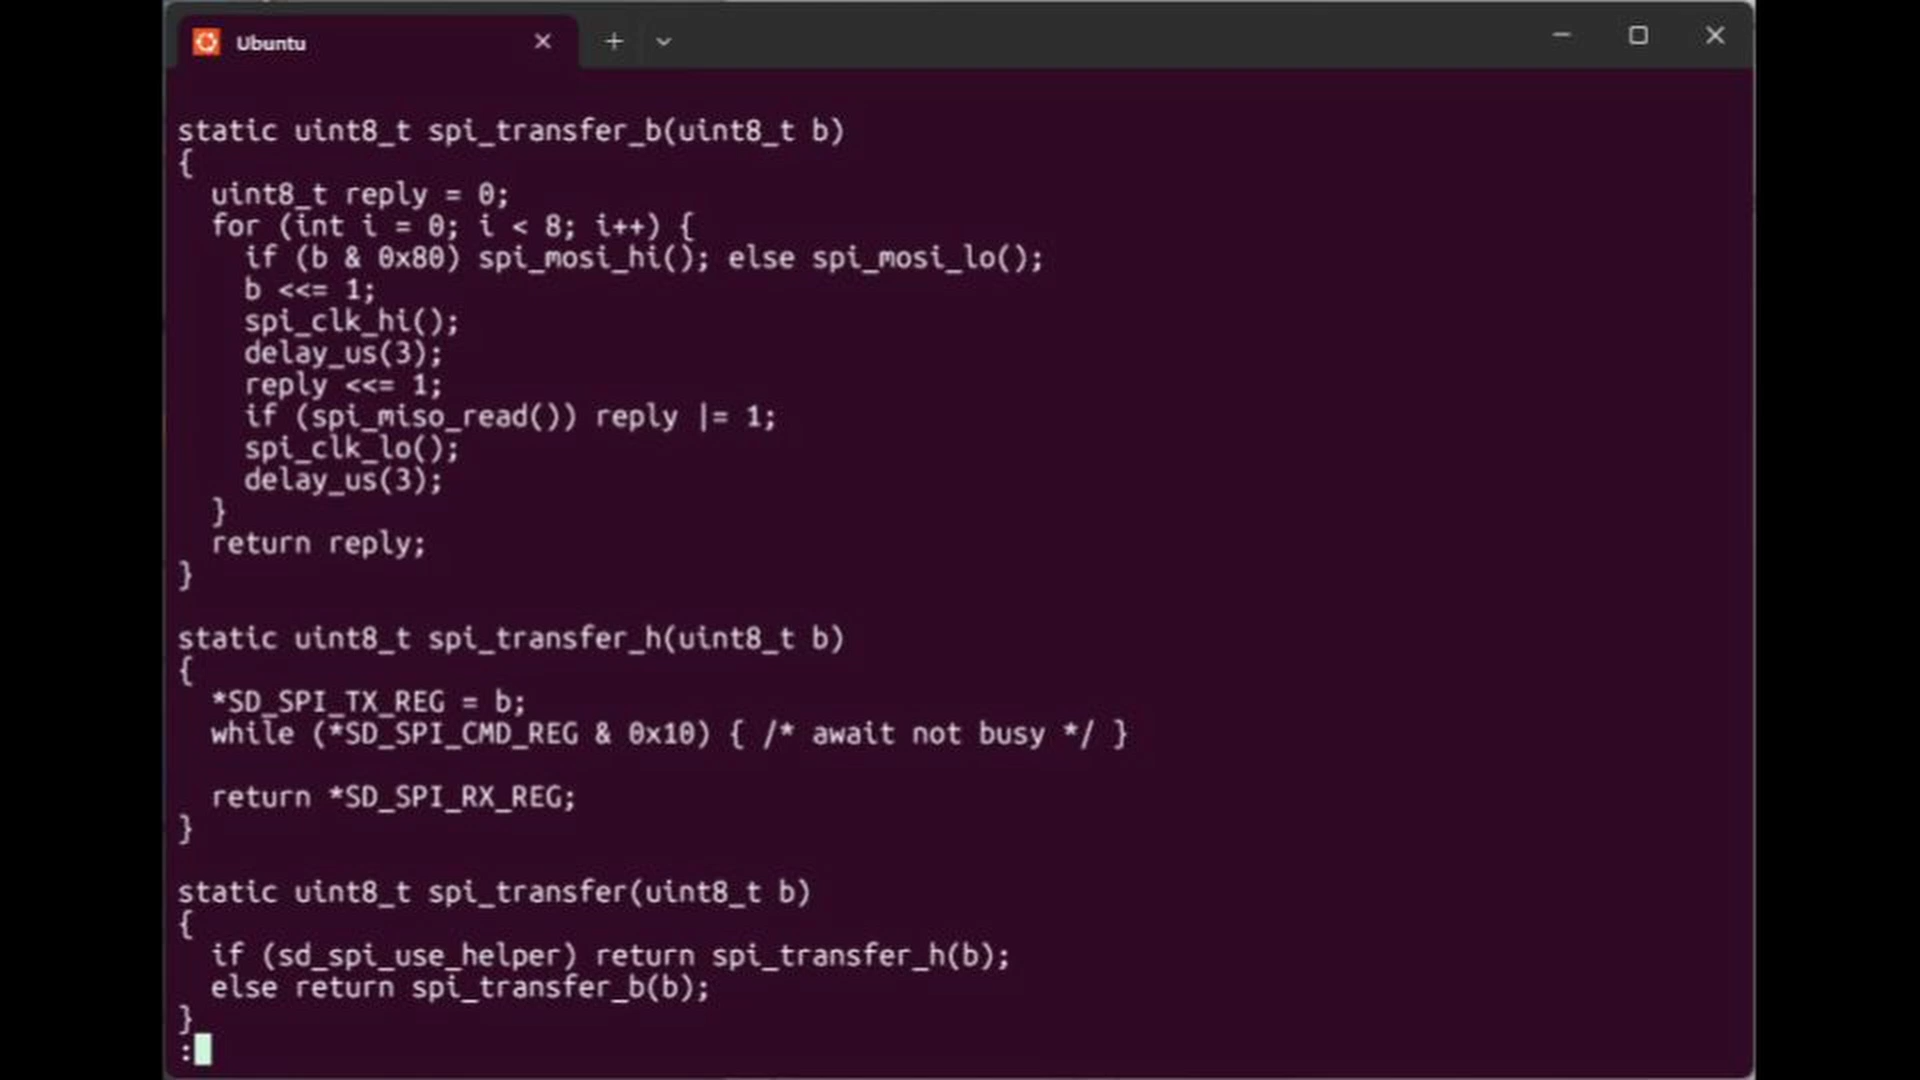 Ubuntu
static uint8_t spi_transfer_b(uint8_t b)
{
  uint8_t reply = 0;
  for (int i = 0; i < 8; i++) {
    if (b & 0x80) spi_mosi_hi(); else spi_mosi_lo();
    b <<= 1;
    spi_clk_hi();
    delay_us(3);
    reply <<= 1;
    if (spi_miso_read()) reply |= 1;
    spi_clk_lo();
    delay_us(3);
  }
  return reply;
}

static uint8_t spi_transfer_h(uint8_t b)
{
  *SD_SPI_TX_REG = b;
  while (*SD_SPI_CMD_REG & 0x10) { /* await not busy */ }

  return *SD_SPI_RX_REG;
}

static uint8_t spi_transfer(uint8_t b)
{
  if (sd_spi_use_helper) return spi_transfer_h(b);
  else return spi_transfer_b(b);
}
: